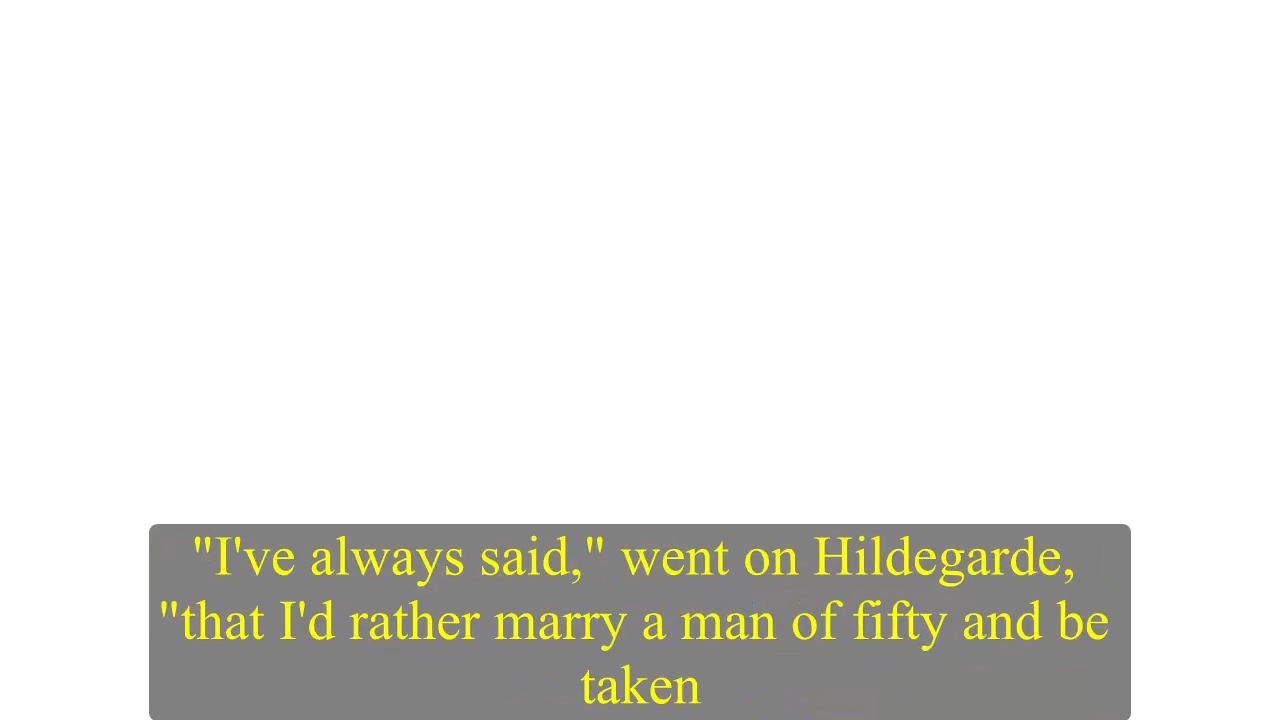 "I've always said," went on Hildegarde,
"that I'd rather marry a man of fifty and be
taken